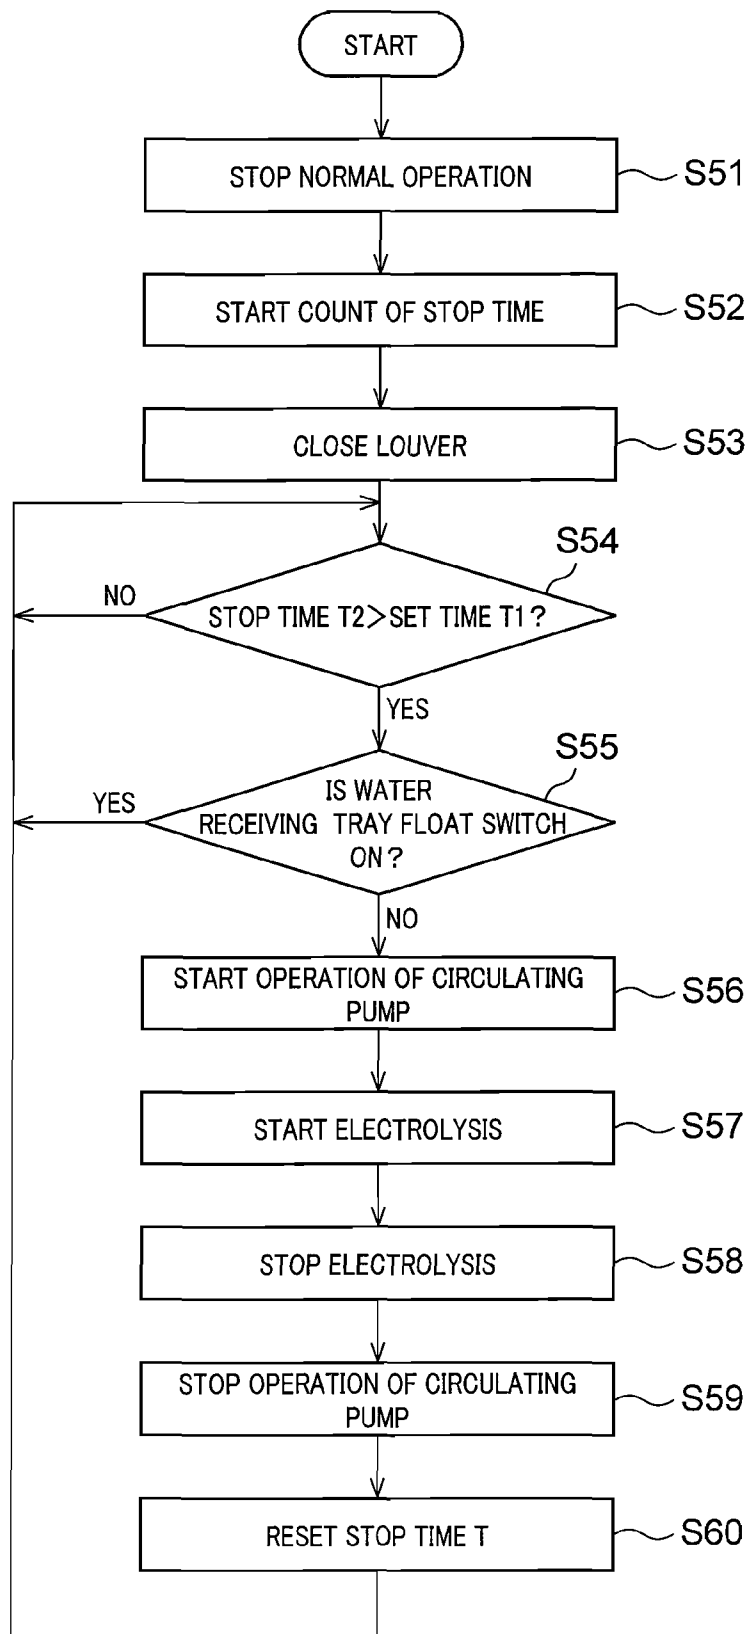 START
STOP NORMAL OPERATION
S51
START COUNT OF STOP TIME
S52
CLOSE LOUVER
S53
S54
NO
STOP TIME T2>SET TIME T1?
YES
S55
YES
IS WATER
RECEIVING TRAY FLOAT SWITCH
ON?
NO
START OPERATION OF CIRCULATING
PUMP
S56
START ELECTROLYSIS
S57
STOP ELECTROLYSIS
S58
STOP OPERATION OF CIRCULATING
PUMP
S59
RESET STOP TIME T
S60